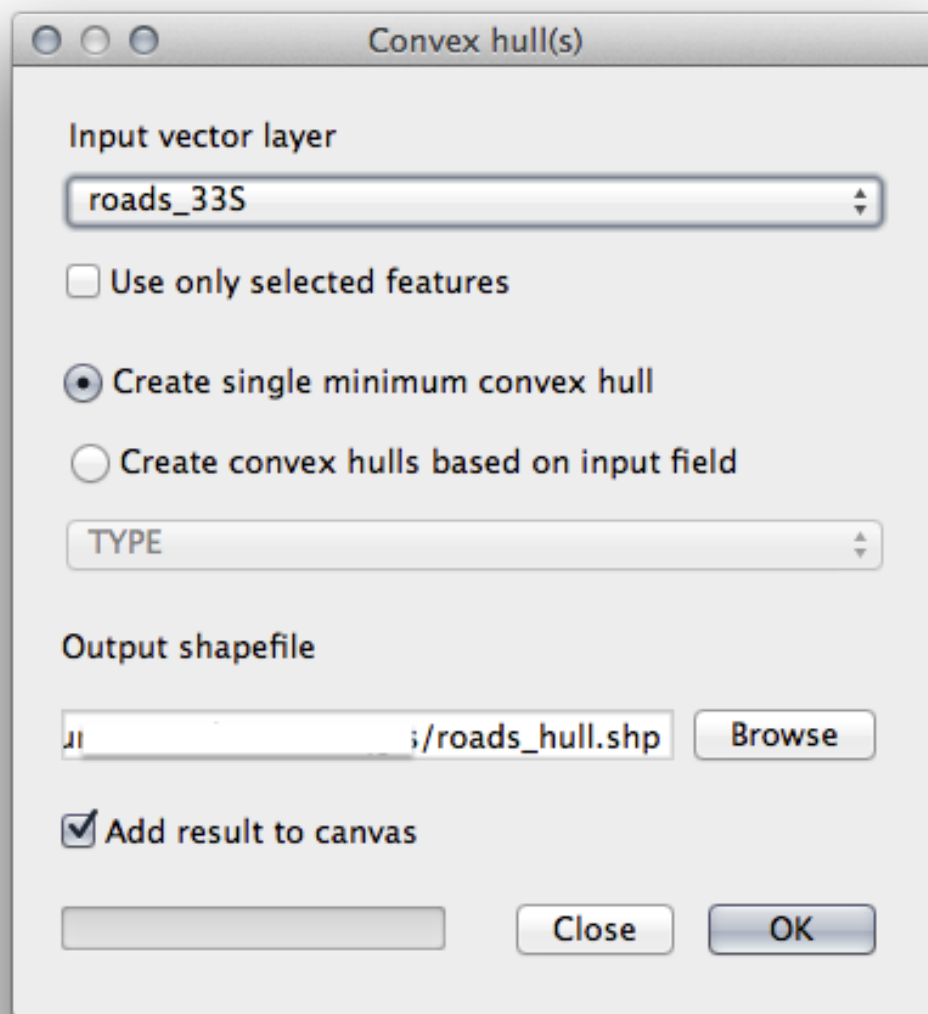 Convex hull(s)
Input vector layer
roads_33S
Use only selected features
Create single minimum convex hull
Create convex hulls based on input field
TYPE
Output shapefile
/roads_hull.shp Browse
Add result to canvas
Close OK